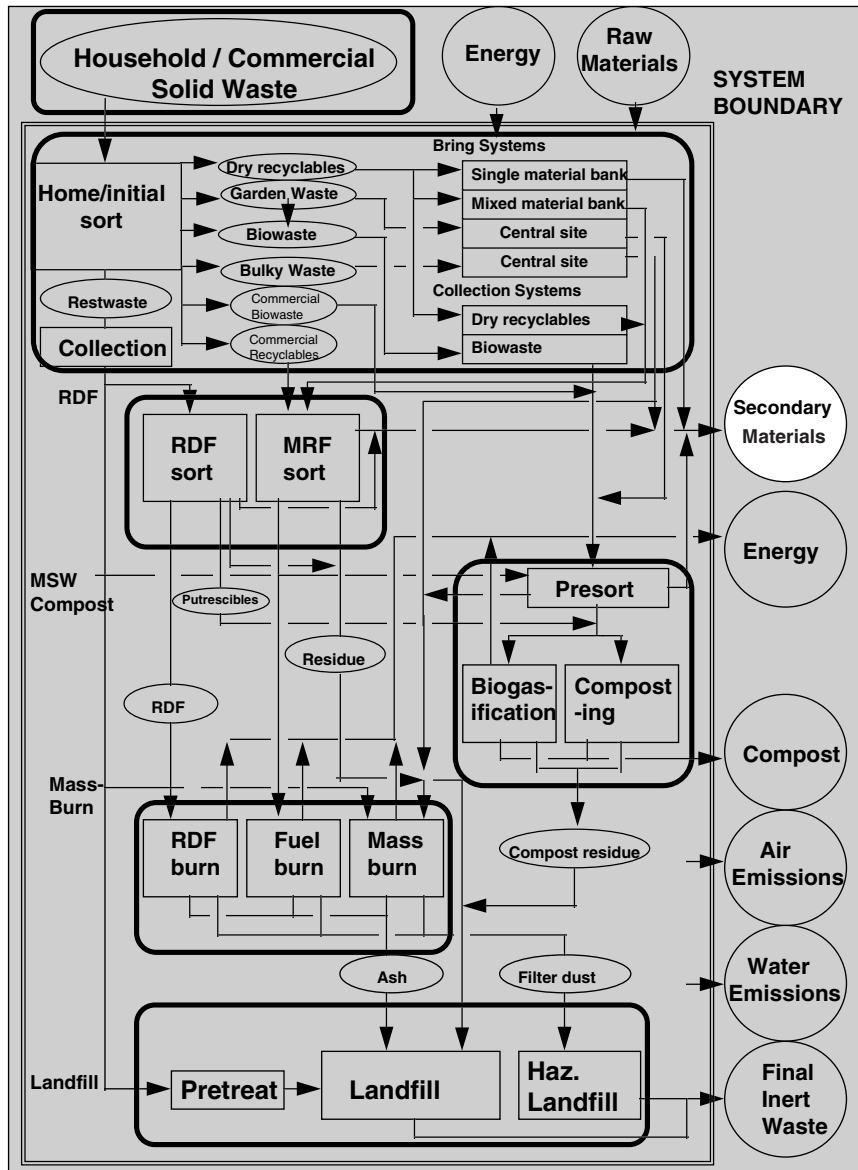 Household / Commercial
Solid Waste
Energy
Raw
Materials
SYSTEM
BOUNDARY
Bring Systems
Home/initial
sort
Dry recyclables
Garden Waste
Biowaste
Bulky Waste
Commercial
Biowaste
Commercial
Recyclables
Single material bank
Mixed material bank
Central site
Central site
Collection Systems
Dry recyclables
Biowaste
Restwaste
Collection
RDF
RDF
sort
MRF
sort
Secondary
Materials
Energy
MSW
Compost
Putrescibles
Presort
Residue
Biogas-
ification
Compost
-ing
RDF
Compost
Mass-
Burn
RDF
burn
Fuel
burn
Mass
burn
Compost residue
Air
Emissions
Ash
Filter dust
Water
Emissions
Landfill
Pretreat
Landfill
Haz.
Landfill
Final
Inert
Waste